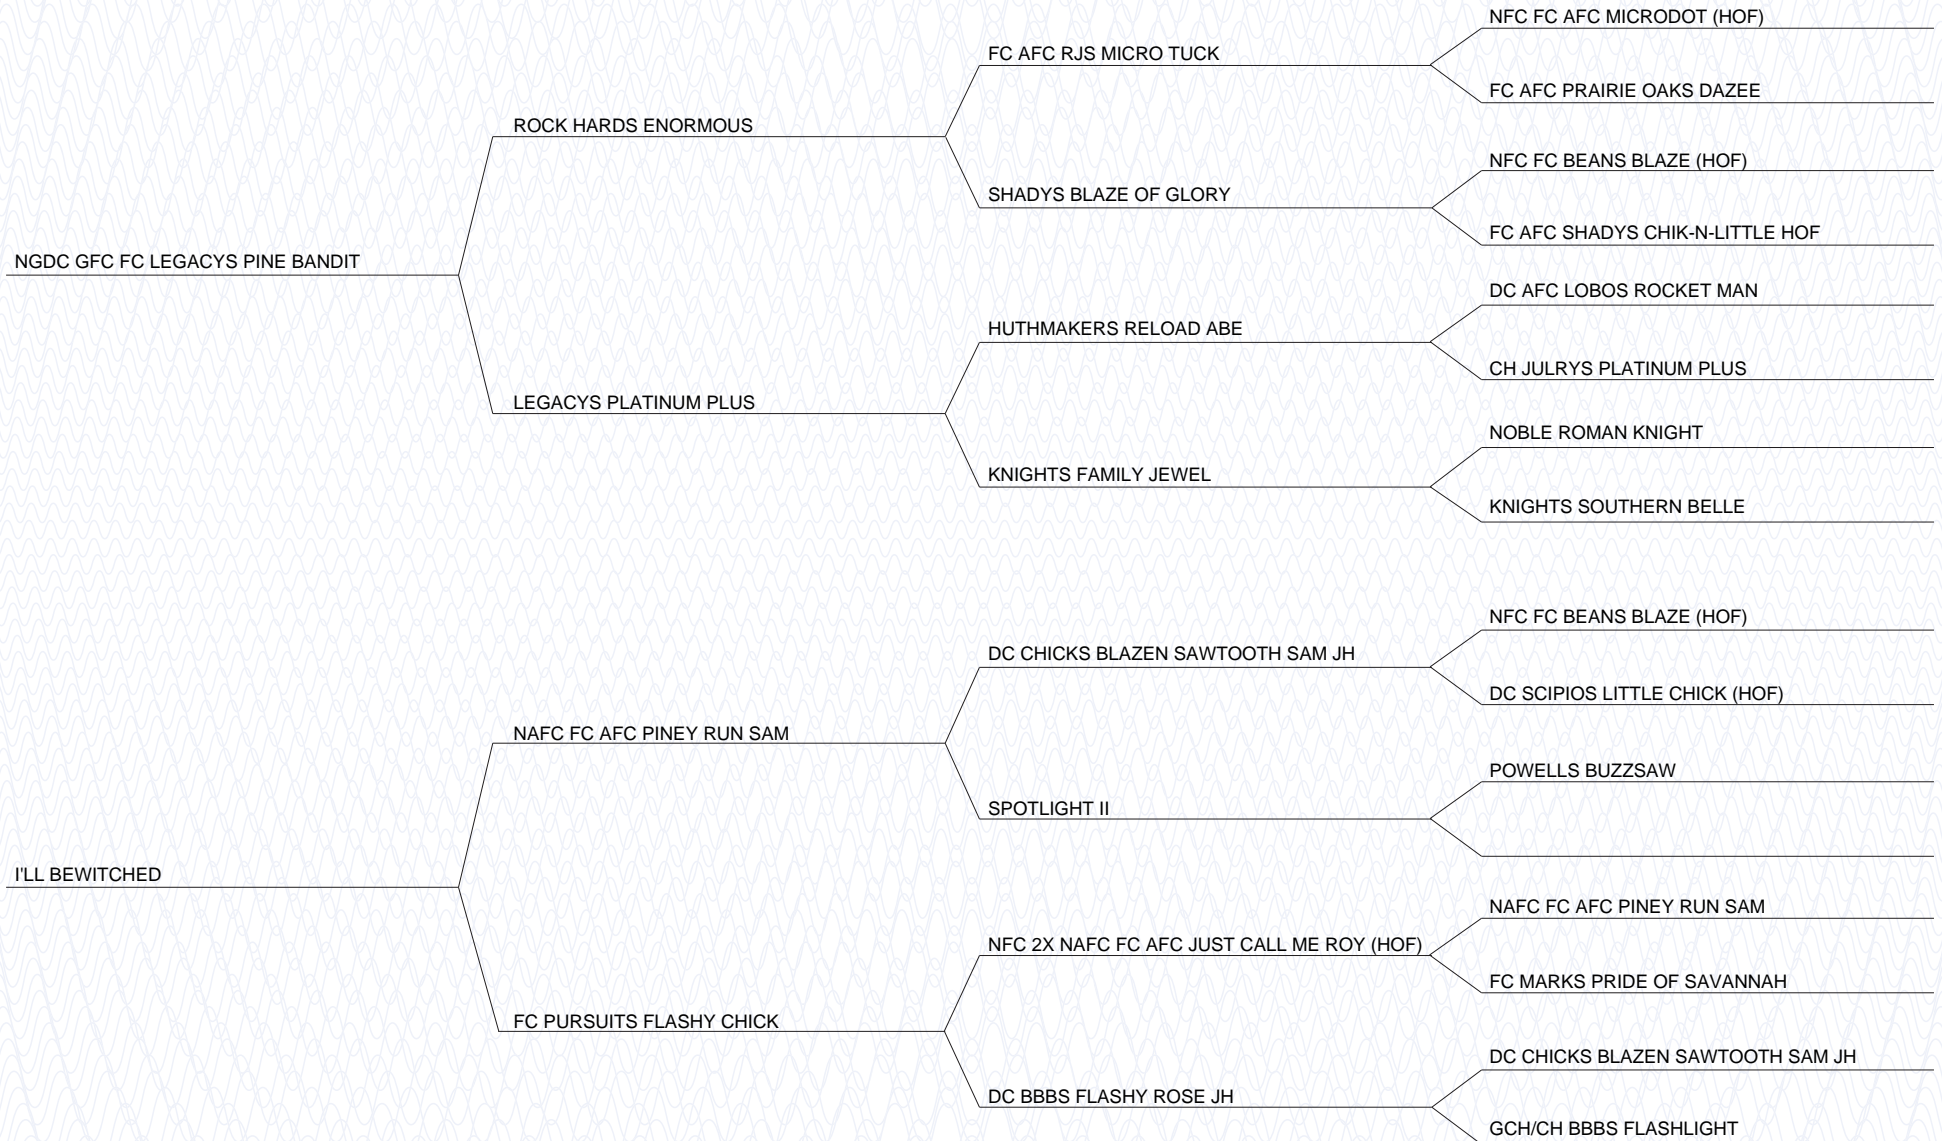 NFC FC AFC MICRODOT (HOF)
FC AFC RJS MICRO TUCK
FC AFC PRAIRIE OAKS DAZEE
ROCK HARDS ENORMOUS
NFC FC BEANS BLAZE (HOF)
SHADYS BLAZE OF GLORY
FC AFC SHADYS CHIK-N-LITTLE HOF
NGDC GFC FC LEGACYS PINE BANDIT
DC AFC LOBOS ROCKET MAN
HUTHMAKERS RELOAD ABE
CH JULRYS PLATINUM PLUS
LEGACYS PLATINUM PLUS
NOBLE ROMAN KNIGHT
KNIGHTS FAMILY JEWEL
KNIGHTS SOUTHERN BELLE
NFC FC BEANS BLAZE (HOF)
DC CHICKS BLAZEN SAWTOOTH SAM JH
DC SCIPIOS LITTLE CHICK (HOF)
NAFC FC AFC PINEY RUN SAM
POWELLS BUZZSAW
SPOTLIGHT II
I'LL BEWITCHED
NAFC FC AFC PINEY RUN SAM
NFC 2X NAFC FC AFC JUST CALL ME ROY (HOF)
FC MARKS PRIDE OF SAVANNAH
FC PURSUITS FLASHY CHICK
DC CHICKS BLAZEN SAWTOOTH SAM JH
DC BBBS FLASHY ROSE JH
GCH/CH BBBS FLASHLIGHT